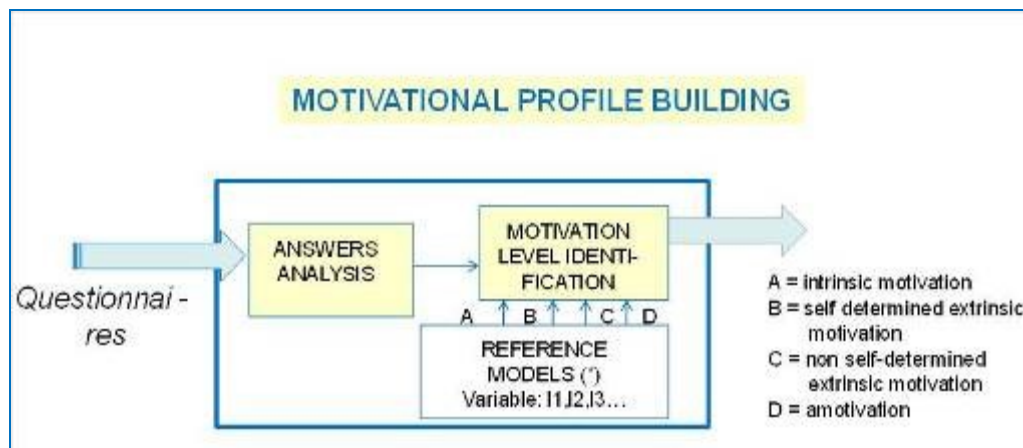 MOTIVATIONAL PROFILE BUILDING
Questionnai -
res
ANSWERS
ANALYSIS
MOTIVATION
LEVEL IDENTI-
FICATION
A B C D
REFERENCE
MODELS (*)
Variable: I1,I2,I3...
A = intrinsic motivation
B = self determined extrinsic
motivation
C = non self-determined
extrinsic motivation
D = amotivation